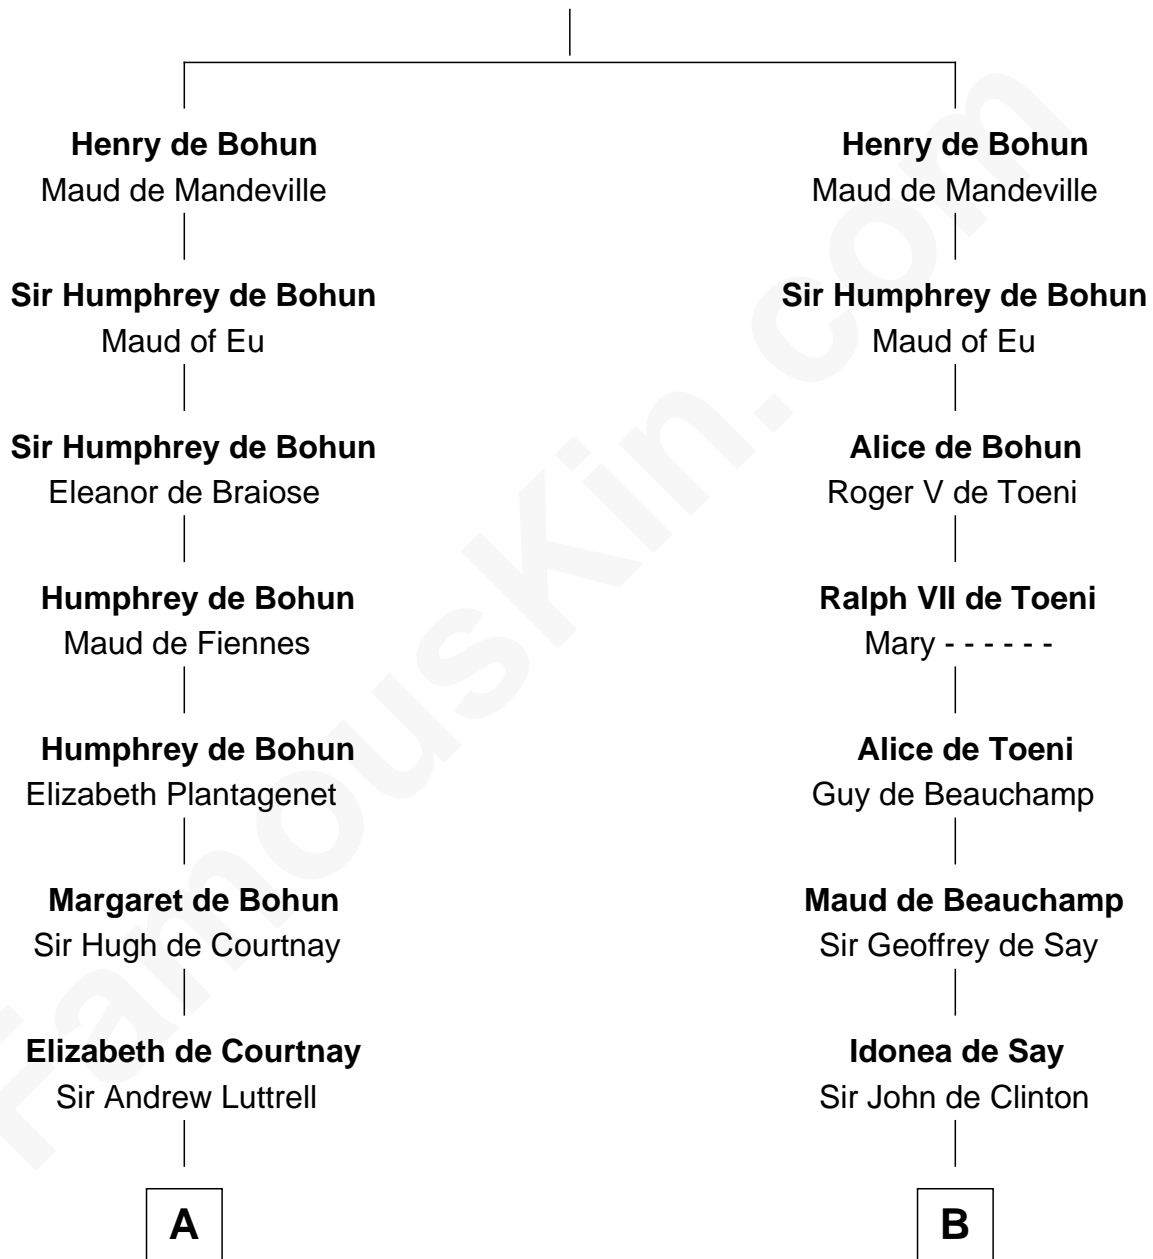 Henry de Bohun
Maud de Mandeville
Sir Humphrey de Bohun
Maud of Eu
Sir Humphrey de Bohun
Eleanor de Braiose
Humphrey de Bohun
Maud de Fiennes
Humphrey de Bohun
Elizabeth Plantagenet
Margaret de Bohun
Sir Hugh de Courtnay
Elizabeth de Courtnay
Sir Andrew Luttrell
A
Henry de Bohun
Maud de Mandeville
Sir Humphrey de Bohun
Maud of Eu
Alice de Bohun
Roger V de Toeni
Ralph VII de Toeni
Mary - - - - - -
Alice de Toeni
Guy de Beauchamp
Maud de Beauchamp
Sir Geoffrey de Say
Idonea de Say
Sir John de Clinton
B
FamousKin.com